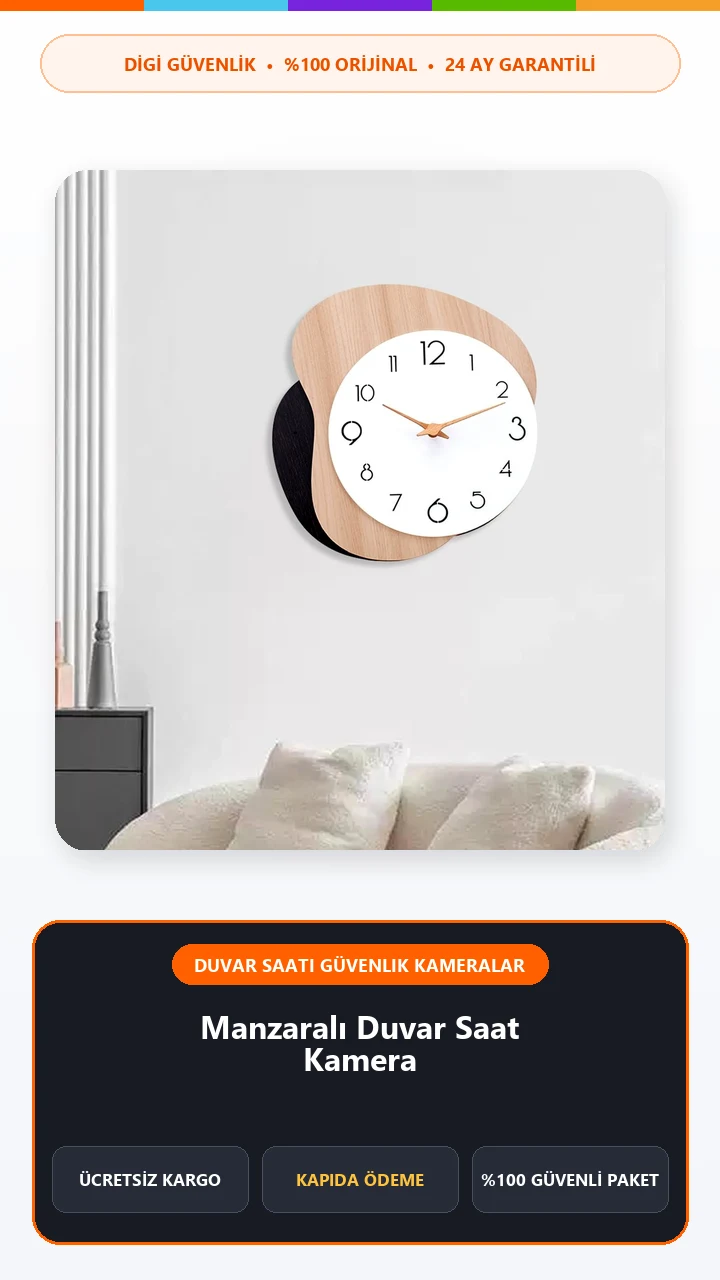 DİGİ GÜVENLİK • %100 ORİJİNAL • 24 AY GARANTİLİ
12
11 1
10 2
9 3
8 4
7 5
6
DUVAR SAATI GÜVENLIK KAMERALAR
Manzaralı Duvar Saat
Kamera
ÜCRETSİZ KARGO
KAPIDA ÖDEME
%100 GÜVENLİ PAKET